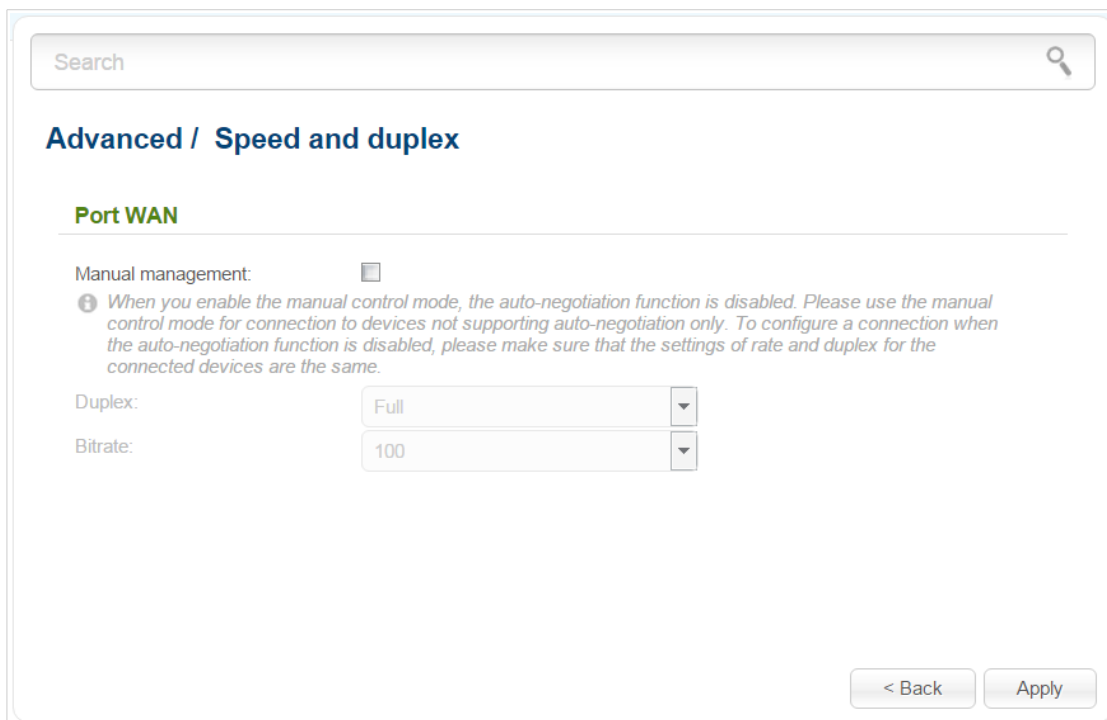 Search
Advanced / Speed and duplex
Port WAN
Manual management:
When you enable the manual control mode, the auto-negotiation function is disabled. Please use the manual
control mode for connection to devices not supporting auto-negotiation only. To configure a connection when
the auto-negotiation function is disabled, please make sure that the settings of rate and duplex for the
connected devices are the same.
Duplex: Full
Bitrate: 100
< Back Apply